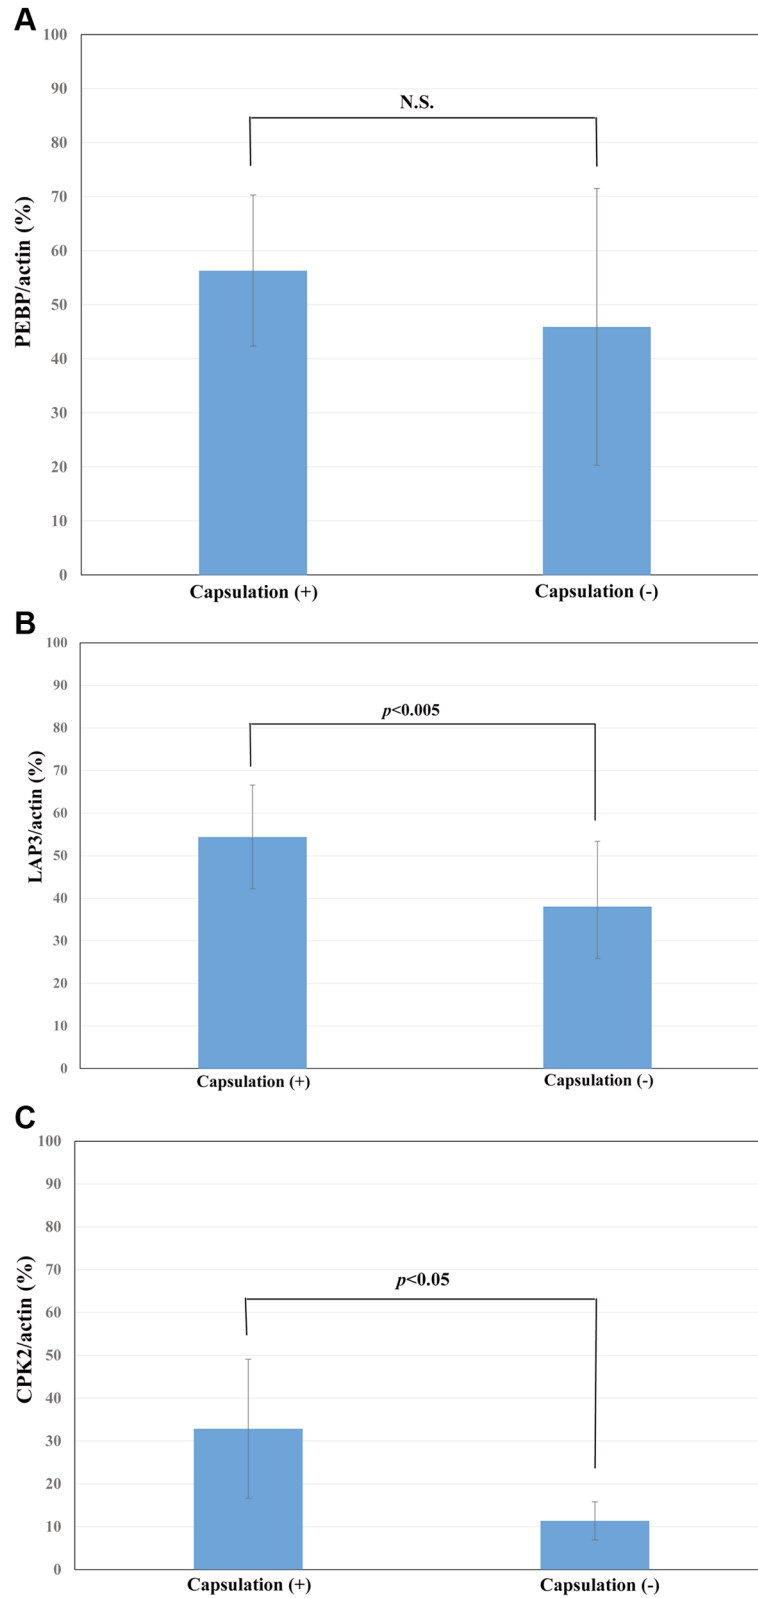 A
100
90
80
70
60
50
40
30
20
10
0
PEBP/actin (%)
N.S.
Capsulation (+)
Capsulation (-)
B
100
90
80
70
60
50
40
30
20
10
0
LAP3/actin (%)
p<0.005
Capsulation (+)
Capsulation (-)
C
100
90
80
70
60
50
40
30
20
10
0
CPK2/actin (%)
p<0.05
Capsulation (+)
Capsulation (-)